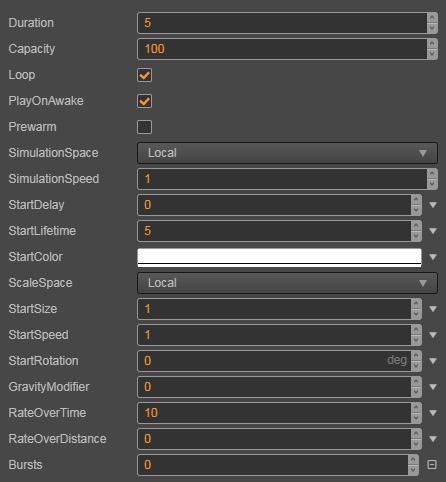 Duration 5
Capacity 100
Loop
PlayOnAwake
Prewarm
SimulationSpace Local
SimulationSpeed 1
StartDelay 0
StartLifetime 5
StartColor
ScaleSpace Local
StartSize 1
StartSpeed 1
StartRotation 0 deg
GravityModifier 0
RateOverTime 10
RateOverDistance 0
Bursts 0